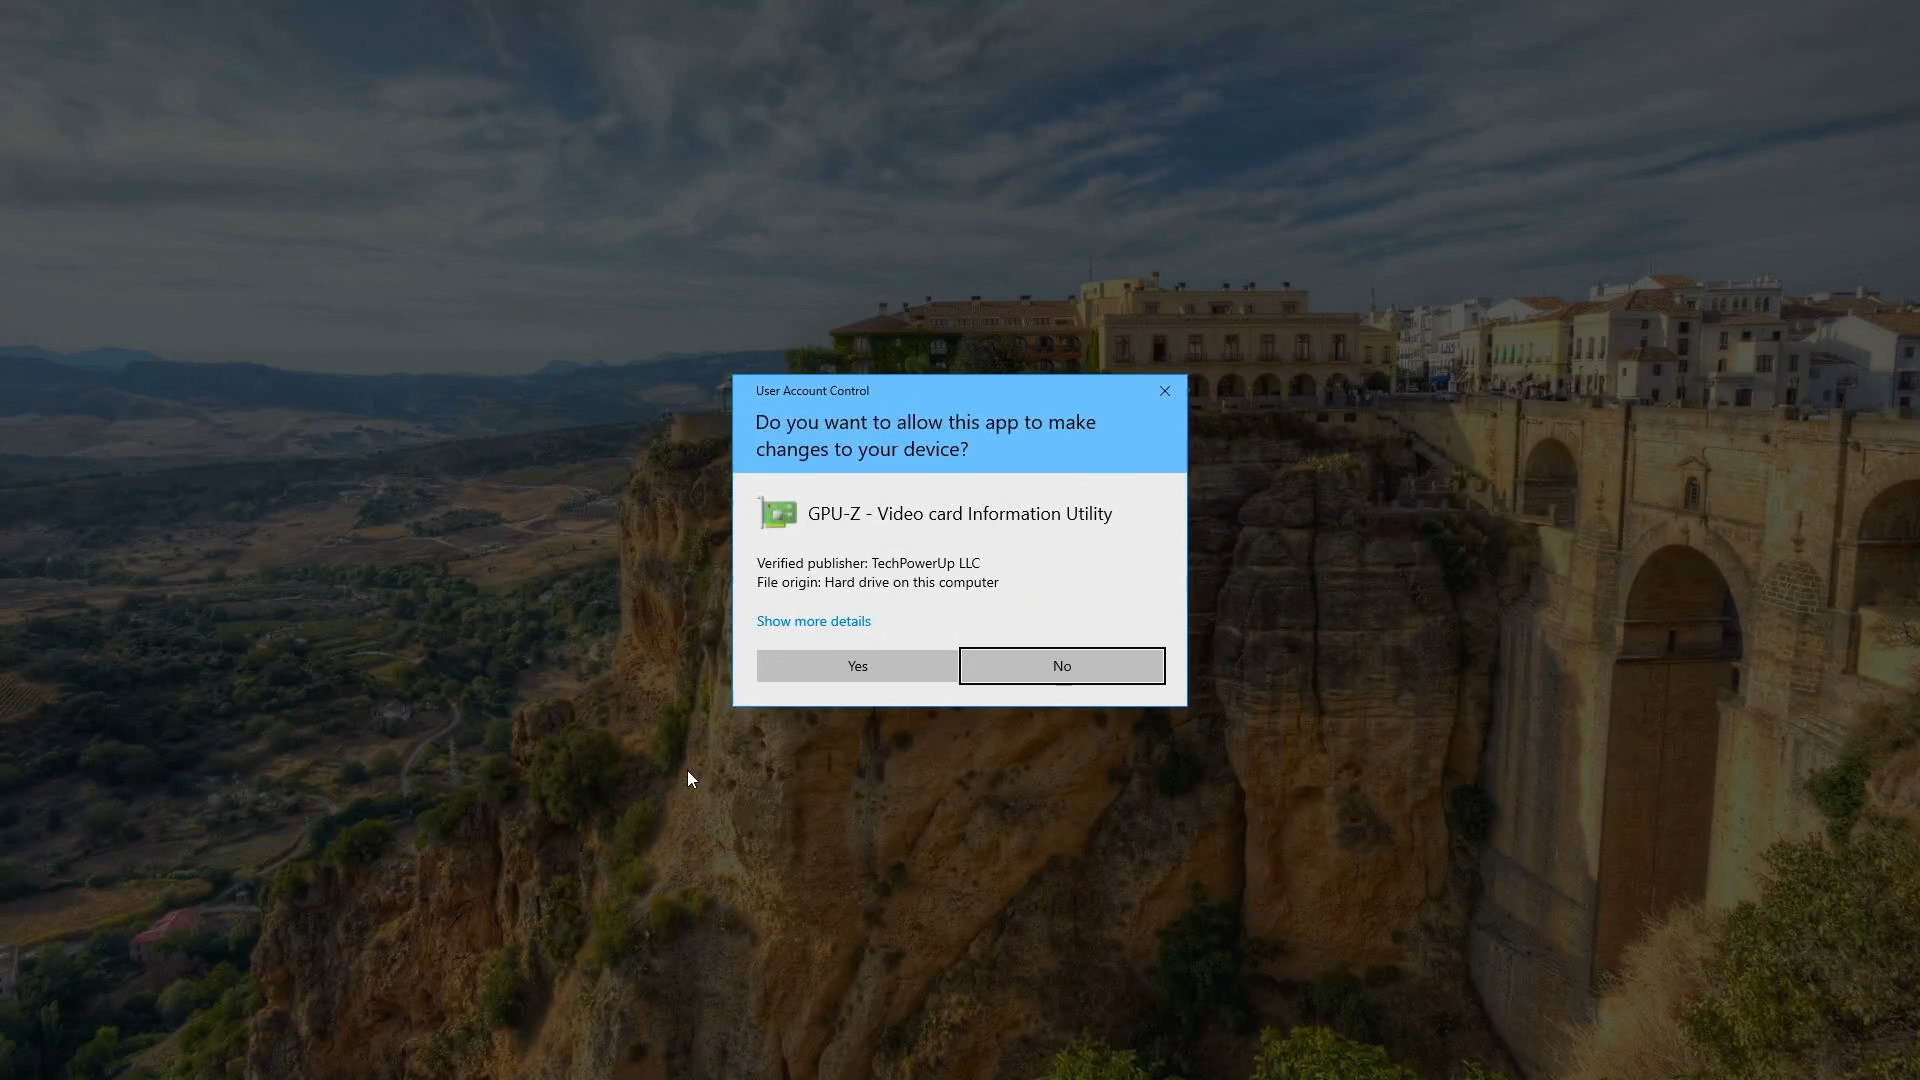 User Account Control
Do you want to allow this app to make
changes to your device?
GPU-Z - Video card Information Utility
Verified publisher: TechPowerUp LLC
File origin: Hard drive on this computer
Show more details
Yes
No